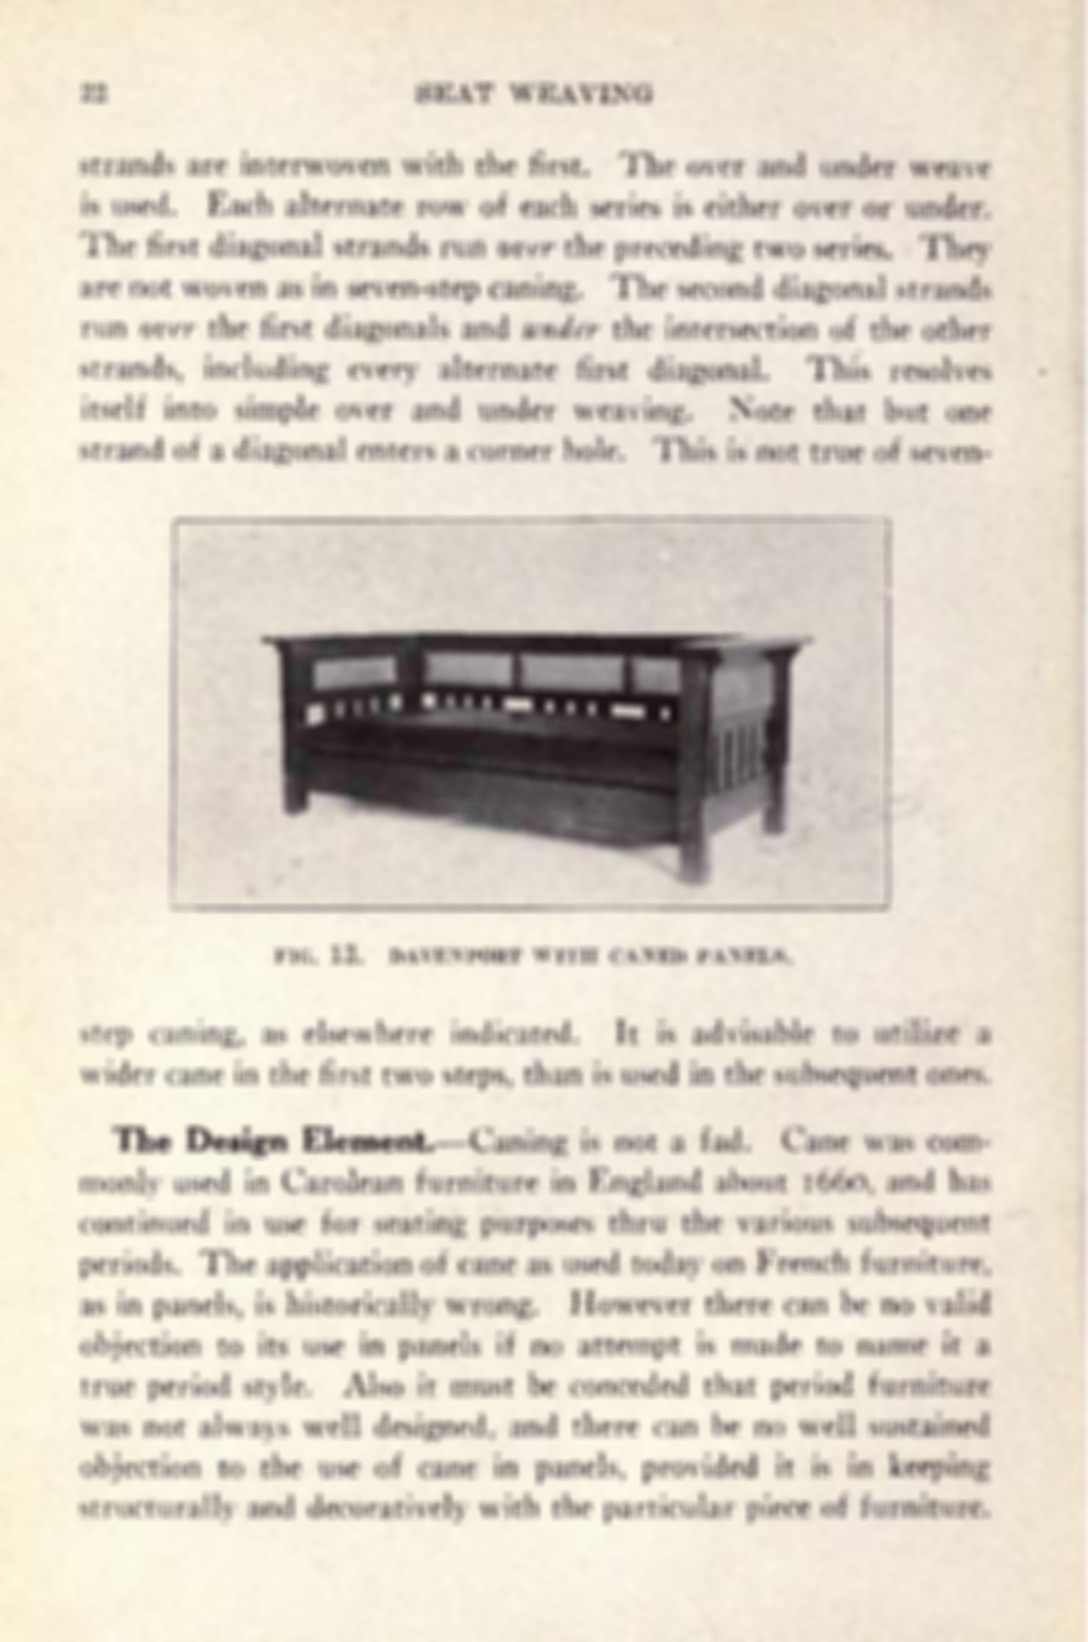 22 SEAT WEAVING
strands are interwoven with the first. The over and under weave
is used. Each alternate row of each series is either over or under.
The first diagonal strands run over the preceding two series. They
are not woven as in seven-step caning. The second diagonal strands
run over the first diagonals and under the intersection of the other
strands, including every alternate first diagonal. This resolves
itself into simple over and under weaving. Note that but one
strand of a diagonal enters a corner hole. This is not true of seven-
FIG. 13. DAVENPORT WITH CANED PANELS.
step caning, as elsewhere indicated. It is advisable to utilize a
wider cane in the first two steps, than is used in the subsequent ones.
The Design Element.—Caning is not a fad. Cane was com-
monly used in Carolean furniture in England about 1660, and has
continued in use for seating purposes thru the various subsequent
periods. The application of cane as used today on French furniture,
as in panels, is historically wrong. However there can be no valid
objection to its use in panels if no attempt is made to name it a
true period style. Also it must be conceded that period furniture
was not always well designed, and there can be no well sustained
objection to the use of cane in panels, provided it is in keeping
structurally and decoratively with the particular piece of furniture.